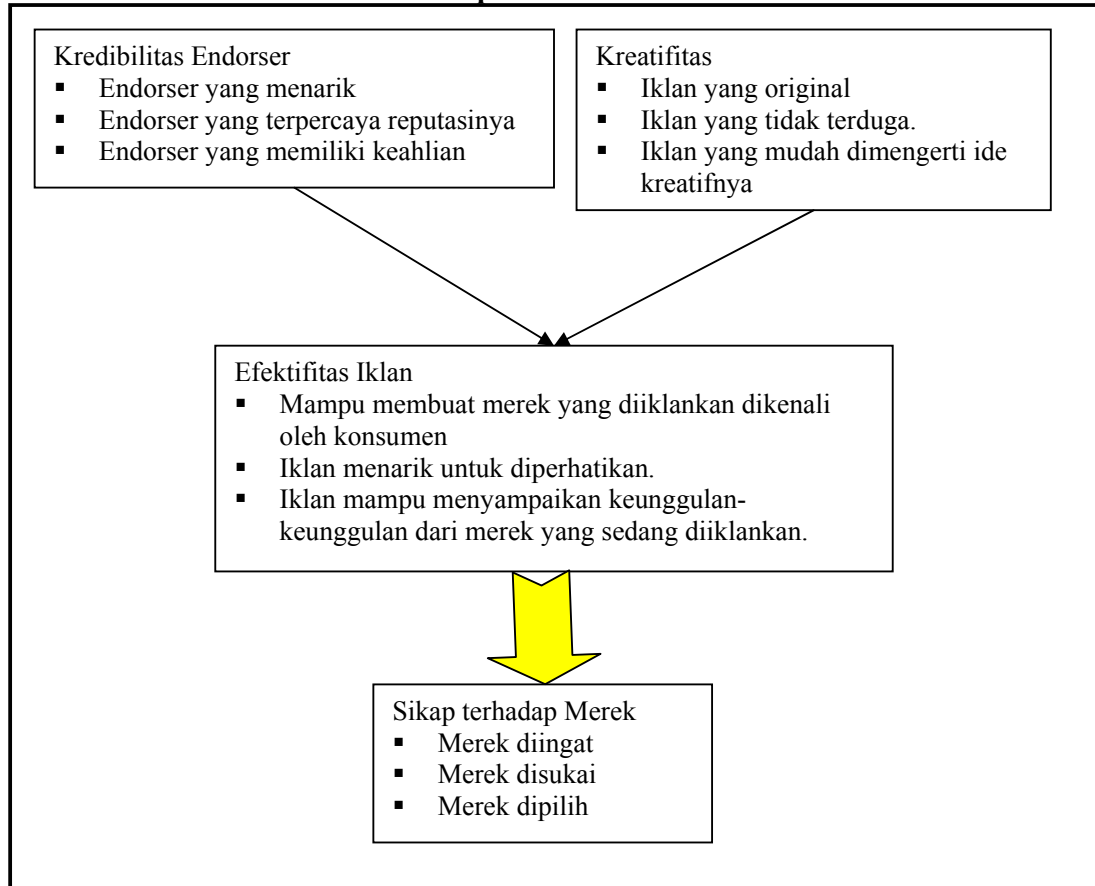 Kredibilitas Endorser
▪ Endorser yang menarik
▪ Endorser yang terpercaya reputasinya
▪ Endorser yang memiliki keahlian
Kreatifitas
▪ Iklan yang original
▪ Iklan yang tidak terduga.
▪ Iklan yang mudah dimengerti ide
kreatifnya
Efektifitas Iklan
▪ Mampu membuat merek yang diiklankan dikenali
oleh konsumen
▪ Iklan menarik untuk diperhatikan.
▪ Iklan mampu menyampaikan keunggulan-
keunggulan dari merek yang sedang diiklankan.
Sikap terhadap Merek
▪ Merek diingat
▪ Merek disukai
▪ Merek dipilih